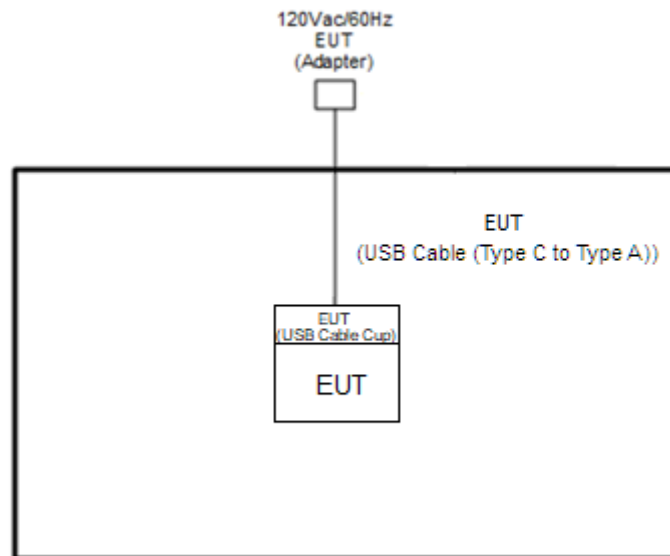 120Vac/60Hz
EUT
(Adapter)
EUT
(USB Cable (Type C to Type A))
EUT
(USB Cable Cup)
EUT